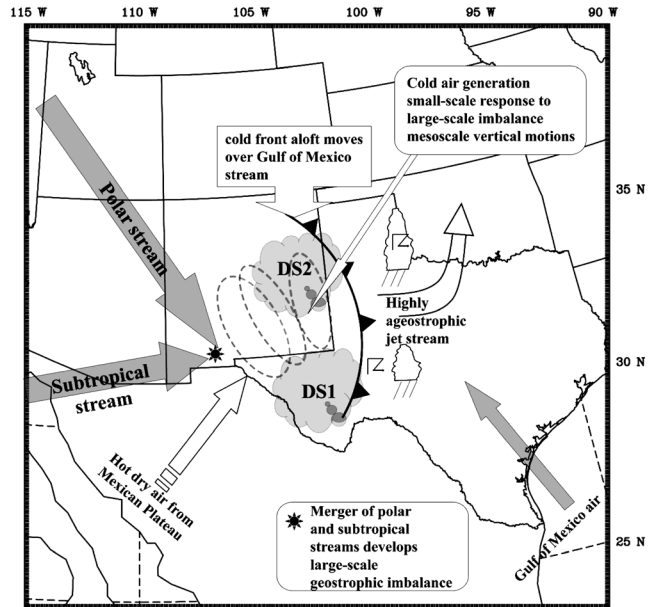 115 W
110 W
105 W
100 W
95 W
90 W
Cold air generation
small-scale response to
large-scale imbalance
mesoscale vertical motions
cold front aloft moves
over Gulf of Mexico
stream
35 N
Polar stream
DS2
Highly
ageostrophic
jet stream
30 N
Subtropical
stream
DS1
Hot dry air from
Mexican Plateau
Gulf of Mexico air
25 N
Merger of polar
and subtropical
streams develops
large-scale
geostrophic imbalance